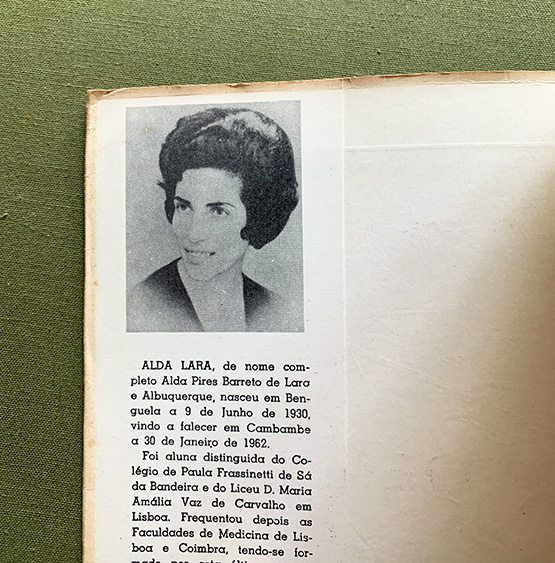 ALDA LARA, de nome com-
pleto Alda Pires Barreto de Lara
e Albuquerque, nasceu em Ben-
guela a 9 de Junho de 1930,
vindo a falecer em Cambambe
a 30 de Janeiro de 1962.
Foi aluna distinguida do Co-
légio de Paula Frassinetti de Sá
da Bandeira e do Liceu D. Maria
Amália Vaz de Carvalho em
Lisboa. Frequentou depois as
Faculdades de Medicina de Lis-
boa e Coimbra, tendo-se for-